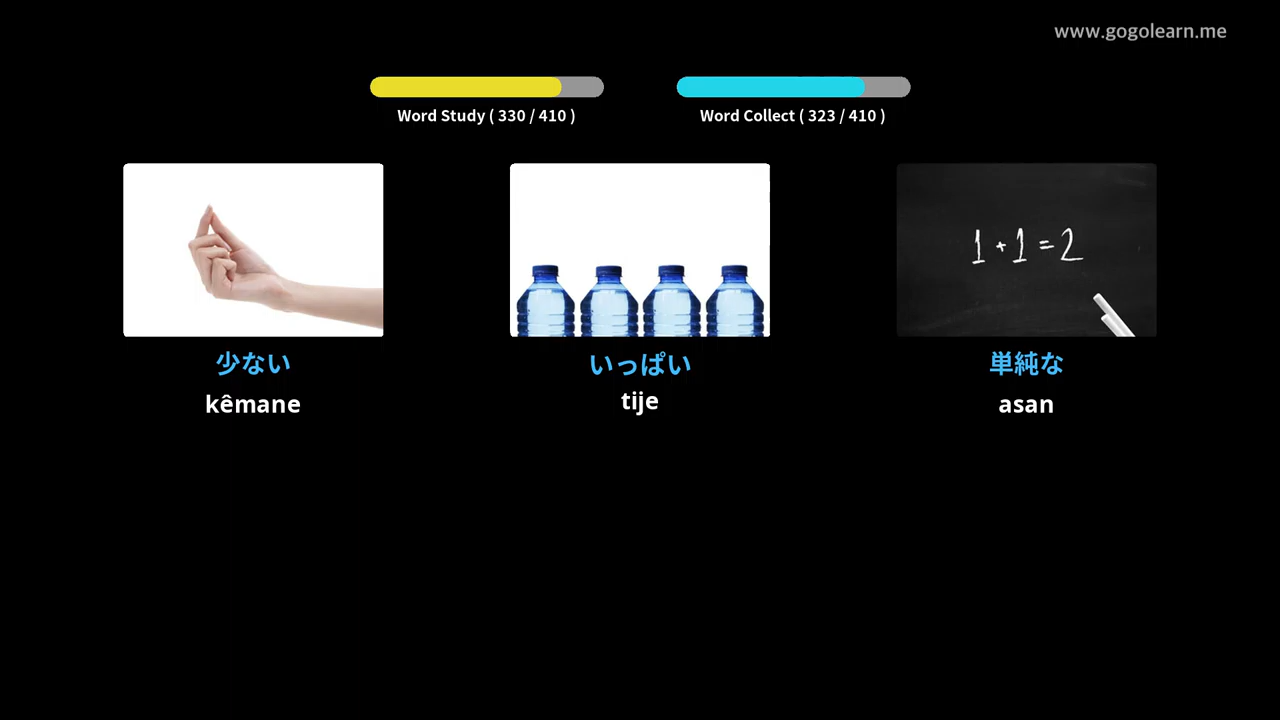 www.gogolearn.me
Word Study ( 330 / 410 )
Word Collect ( 323 / 410 )
1 + 1 = 2
少ない
いっぱい
単純な
kêmane
tije
asan